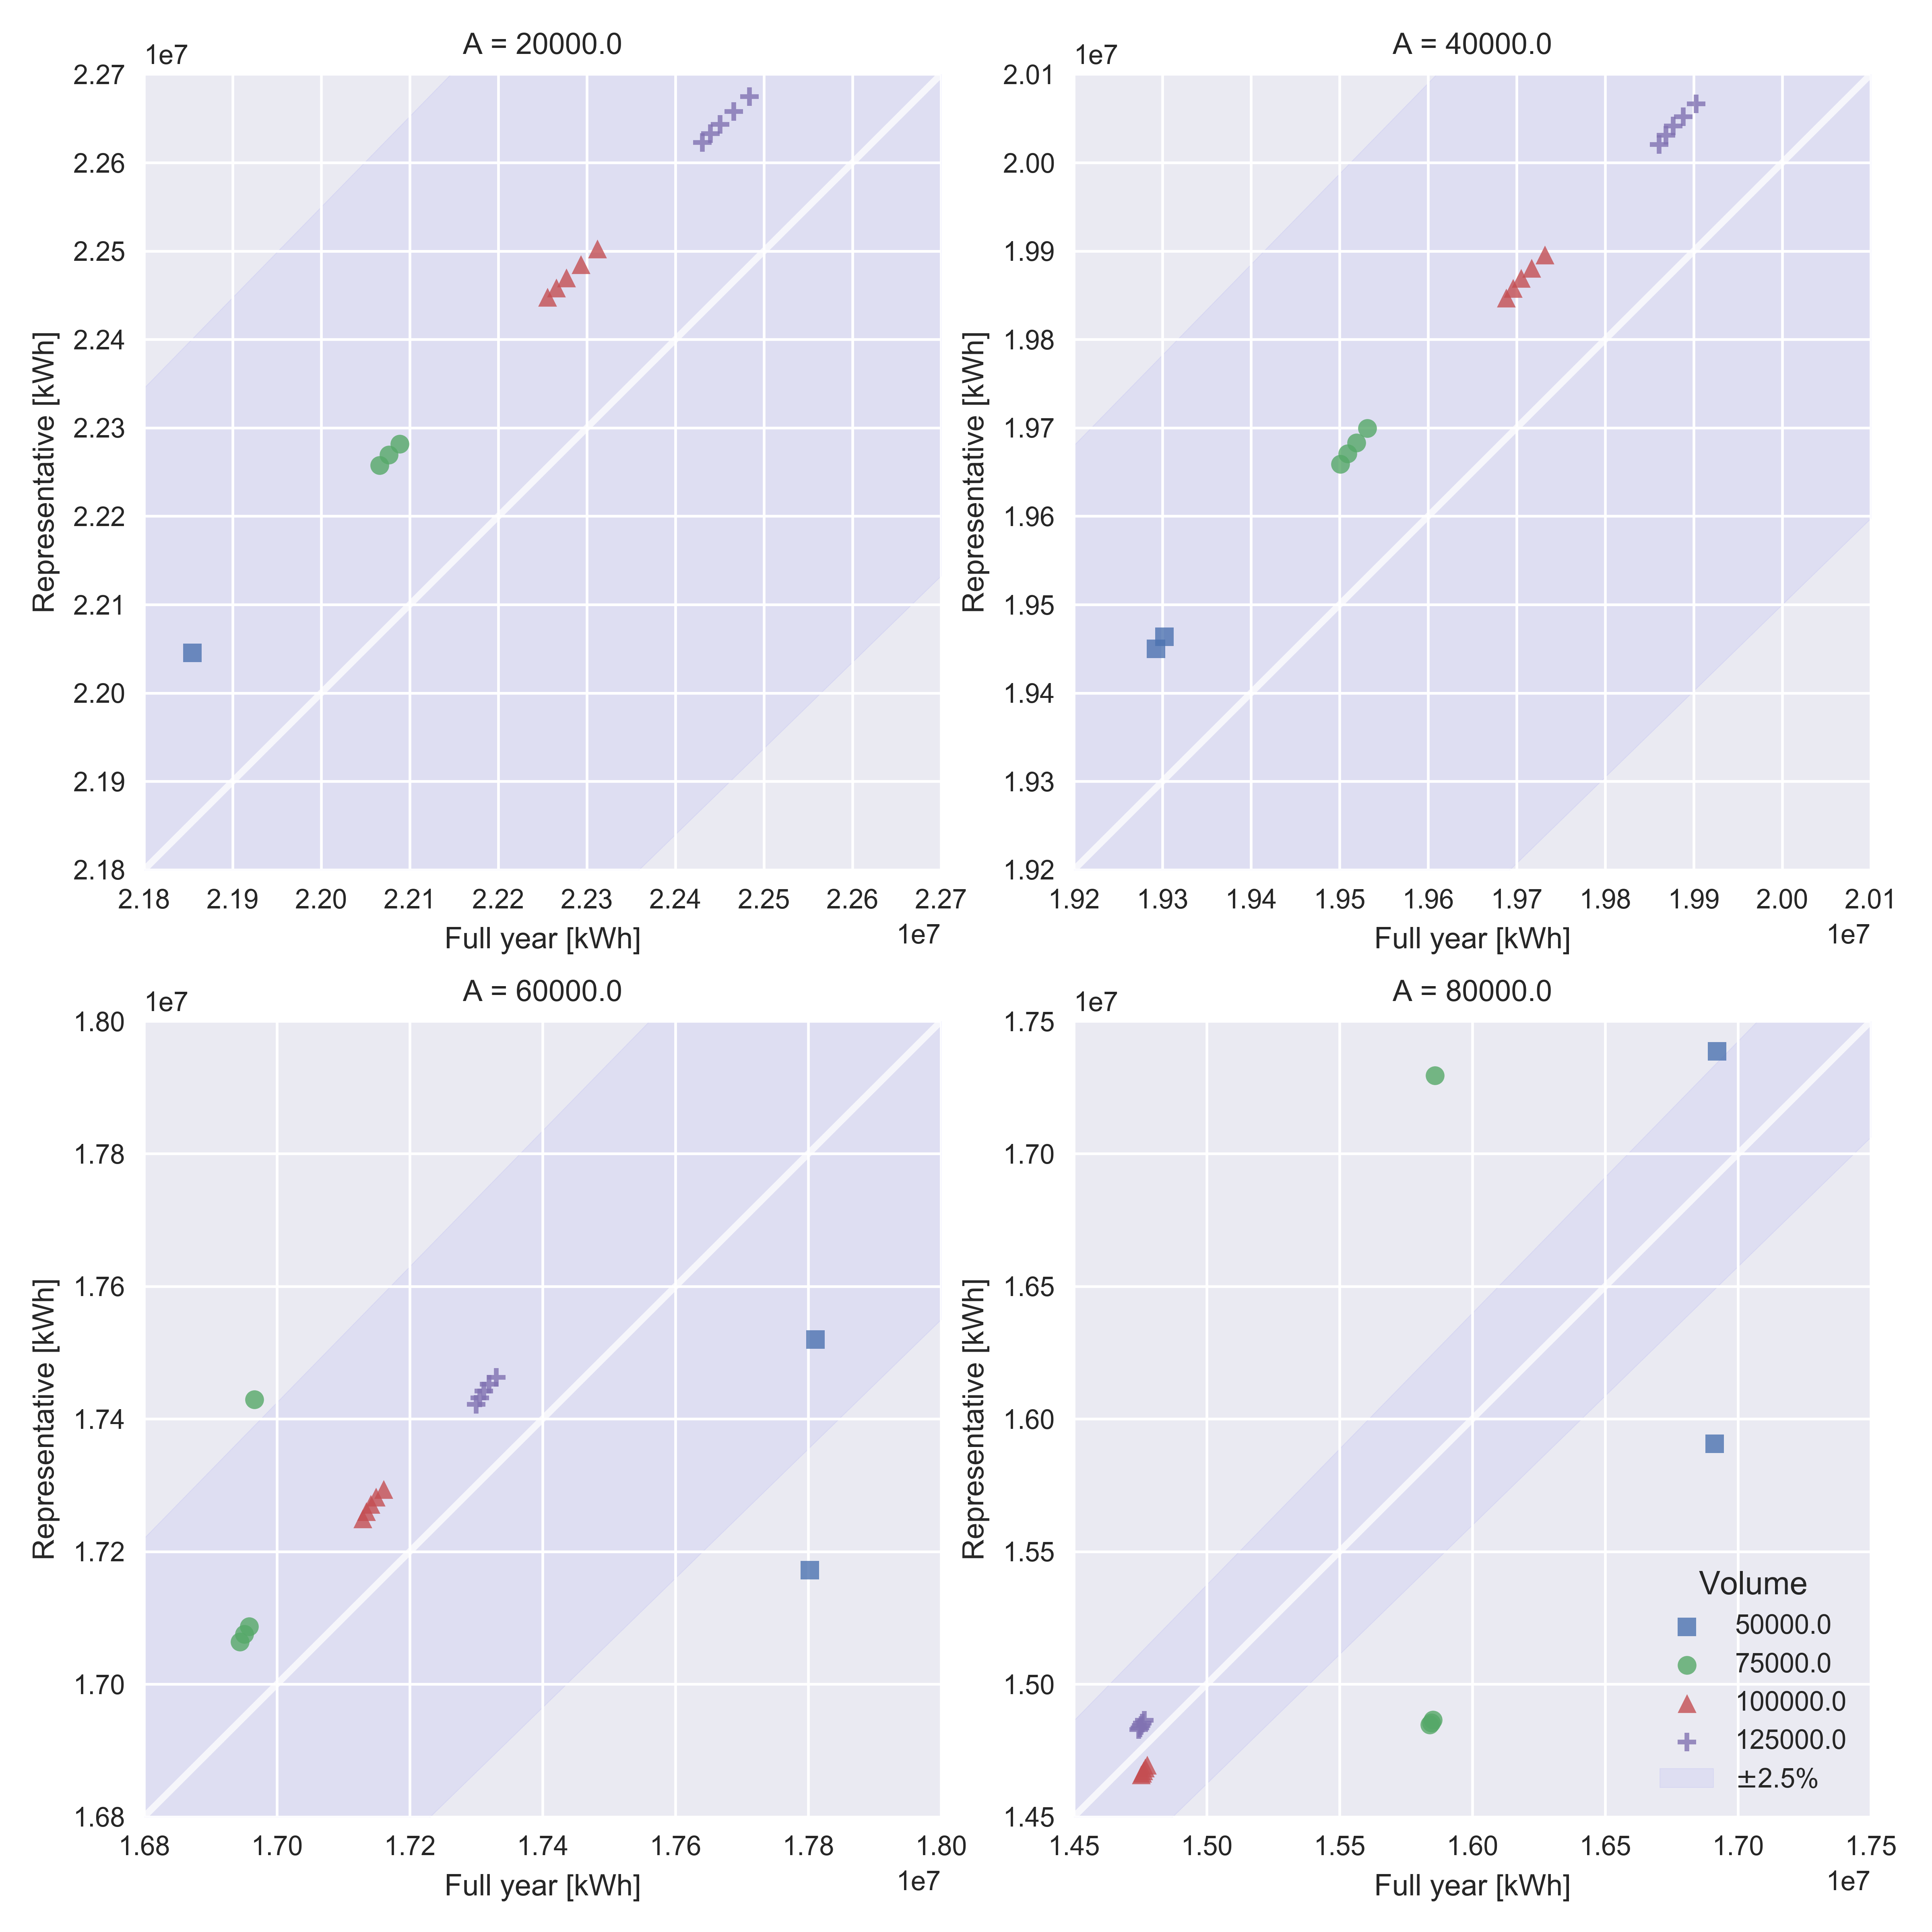 A = 20000.0
1e7
2.27
2.26
2.25
2.24
2.23
2.22
2.21
2.20
2.19
2.18
Representative [kWh]
2.18 2.19 2.20 2.21 2.22 2.23 2.24 2.25 2.26 2.27
Full year [kWh]
1e7
A = 40000.0
1e7
2.01
2.00
1.99
1.98
1.97
1.96
1.95
1.94
1.93
1.92
Representative [kWh]
1.92 1.93 1.94 1.95 1.96 1.97 1.98 1.99 2.00 2.01
Full year [kWh]
1e7
A = 60000.0
1e7
1.80
1.78
1.76
1.74
1.72
1.70
1.68
Representative [kWh]
1.68 1.70 1.72 1.74 1.76 1.78 1.80
Full year [kWh]
1e7
A = 80000.0
1e7
1.75
1.70
1.65
1.60
1.55
1.50
1.45
Representative [kWh]
Volume
50000.0
75000.0
100000.0
125000.0
±2.5%
1.45 1.50 1.55 1.60 1.65 1.70 1.75
Full year [kWh]
1e7